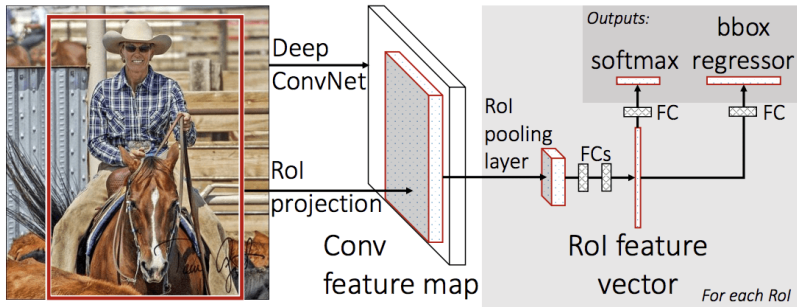 Deep
ConvNet
RoI
projection
Conv
feature map
RoI
pooling
layer
FCs
RoI feature
vector
For each RoI
Outputs:
softmax
bbox
regressor
FC
FC